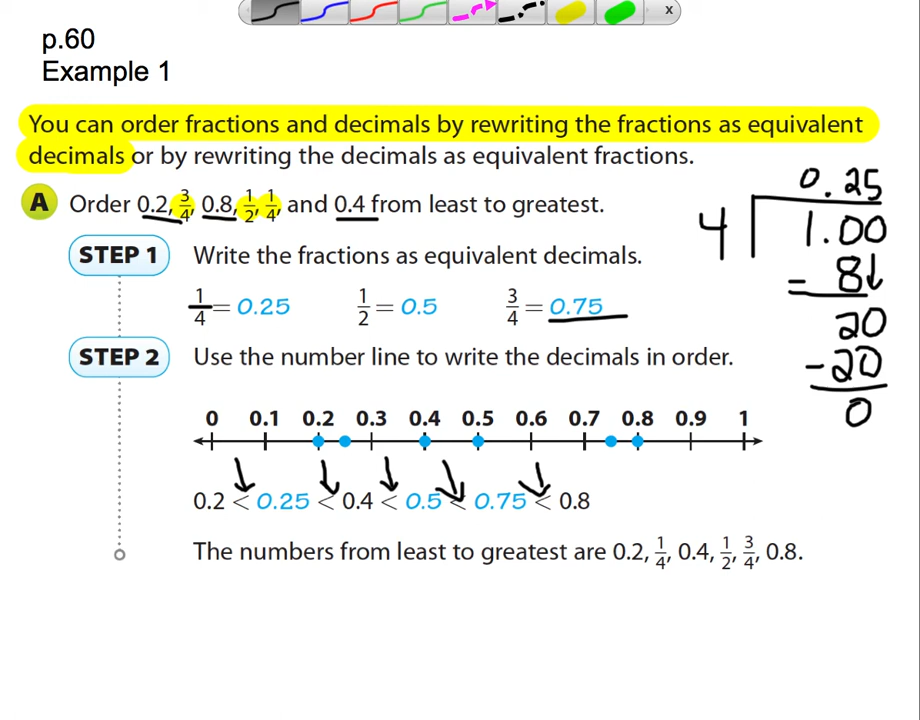 x
p.60
Example 1
You can order fractions and decimals by rewriting the fractions as equivalent
decimals or by rewriting the decimals as equivalent fractions.
A Order 0.2, 3/4, 0.8, 1/2, 1/4, and 0.4 from least to greatest.
STEP 1 Write the fractions as equivalent decimals.
1/4 = 0.25 1/2 = 0.5 3/4 = 0.75
STEP 2 Use the number line to write the decimals in order.
0 0.1 0.2 0.3 0.4 0.5 0.6 0.7 0.8 0.9 1
0.2 < 0.25 < 0.4 < 0.5 < 0.75 < 0.8
The numbers from least to greatest are 0.2, 1/4, 0.4, 1/2, 3/4, 0.8.
0.25
4 1.00
= 8↓
20
-20
0